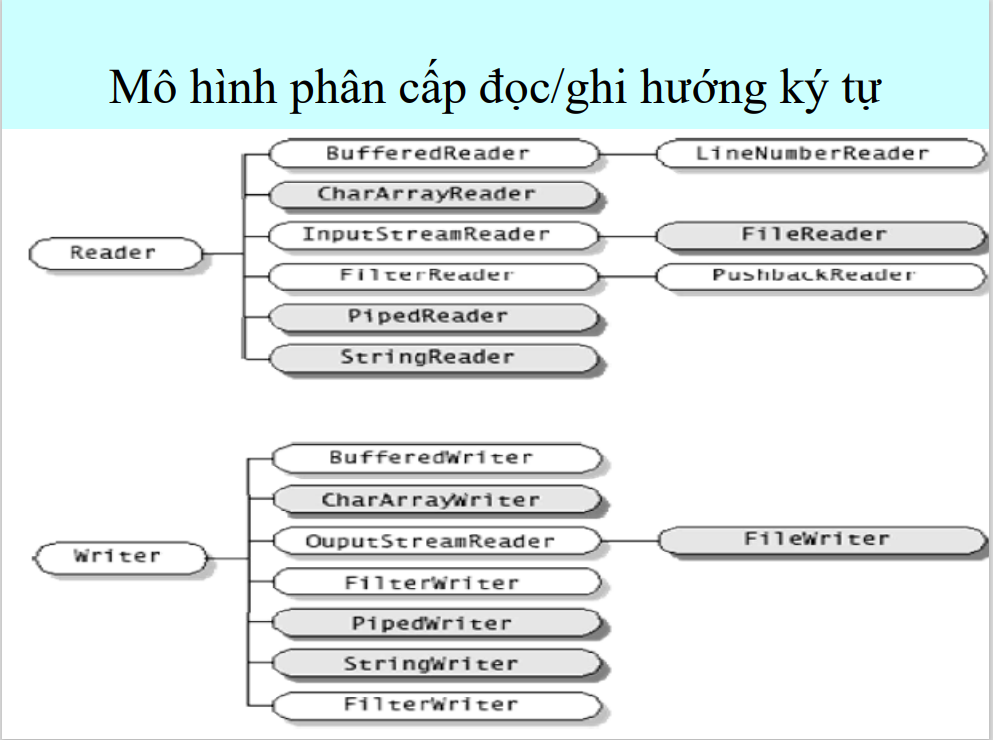 Mô hình phân cấp đọc/ghi hướng ký tự
BufferedReader LineNumberReader
CharArrayReader
InputStreamReader FileReader
Reader
FilterReader PushbackReader
PipedReader
StringReader
BufferedWriter
CharArrayWriter
OuputStreamReader FileWriter
Writer
FilterWriter
PipedWriter
StringWriter
FilterWriter